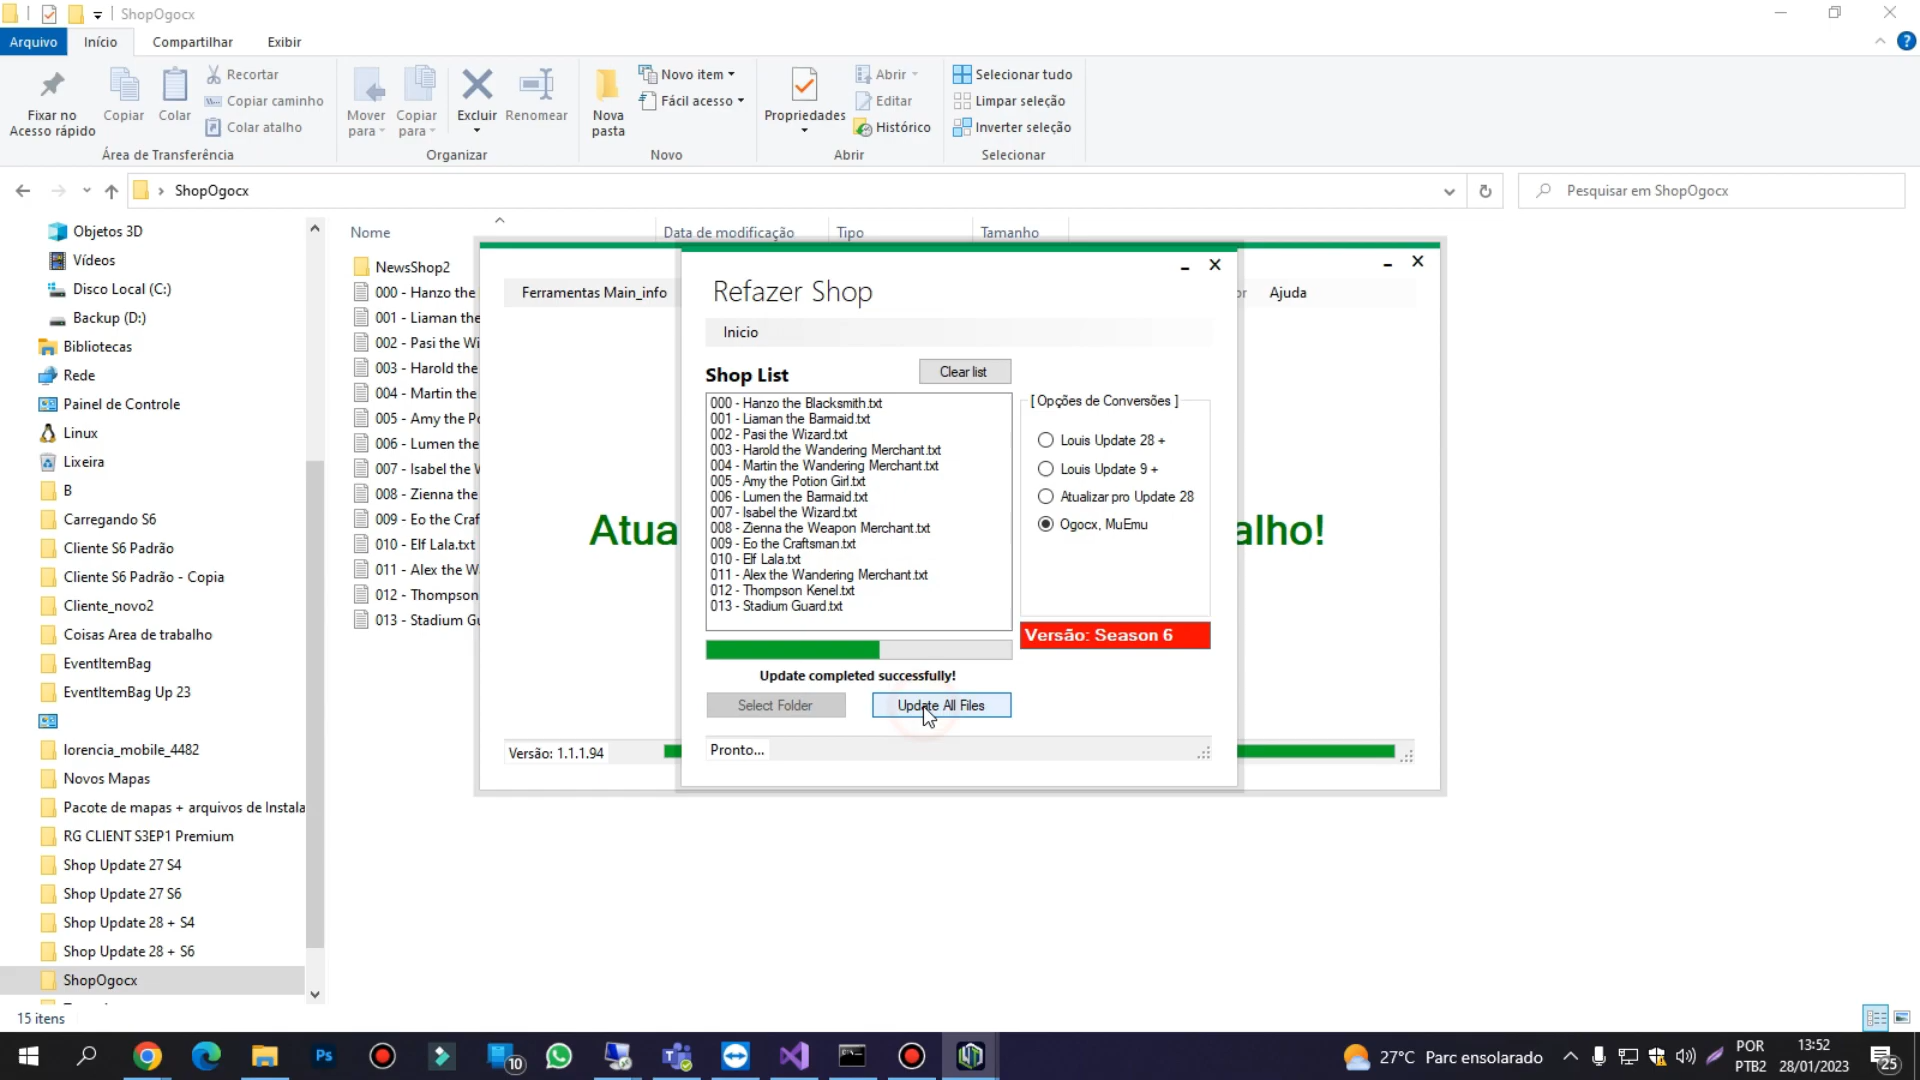 ShopOgocx
Arquivo
Início
Compartilhar
Exibir
Fixar no
Acesso rápido
Copiar
Colar
Recortar
Copiar caminho
Colar atalho
Área de Transferência
Mover
para
Copiar
para
Excluir
Renomear
Organizar
Nova
pasta
Novo item
Fácil acesso
Novo
Propriedades
Abrir
Editar
Histórico
Abrir
Selecionar tudo
Limpar seleção
Inverter seleção
Selecionar
ShopOgocx
Pesquisar em ShopOgocx
Objetos 3D
Vídeos
Disco Local (C:)
Backup (D:)
Bibliotecas
Rede
Painel de Controle
Linux
Lixeira
B
Carregando S6
Cliente S6 Padrão
Cliente S6 Padrão - Copia
Cliente_novo2
Coisas Area de trabalho
EventItemBag
EventItemBag Up 23
lorencia_mobile_4482
Novos Mapas
Pacote de mapas + arquivos de Instala
RG CLIENT S3EP1 Premium
Shop Update 27 S4
Shop Update 27 S6
Shop Update 28 + S4
Shop Update 28 + S6
ShopOgocx
Nome
Data de modificação
Tipo
Tamanho
NewsShop2
000 - Hanzo the
001 - Liaman the
002 - Pasi the Wi
003 - Harold the
004 - Martin the
005 - Amy the Po
006 - Lumen the
007 - Isabel the W
008 - Zienna the
009 - Eo the Craf
010 - Elf Lala.txt
011 - Alex the W
012 - Thompson
013 - Stadium Gu
Ferramentas Main_info
or
Ajuda
Atua
alho!
Versão: 1.1.1.94
Refazer Shop
Inicio
Shop List
Clear list
000 - Hanzo the Blacksmith.txt
001 - Liaman the Barmaid.txt
002 - Pasi the Wizard.txt
003 - Harold the Wandering Merchant.txt
004 - Martin the Wandering Merchant.txt
005 - Amy the Potion Girl.txt
006 - Lumen the Barmaid.txt
007 - Isabel the Wizard.txt
008 - Zienna the Weapon Merchant.txt
009 - Eo the Craftsman.txt
010 - Elf Lala.txt
011 - Alex the Wandering Merchant.txt
012 - Thompson Kenel.txt
013 - Stadium Guard.txt
[ Opções de Conversões ]
Louis Update 28 +
Louis Update 9 +
Atualizar pro Update 28
Ogocx, MuEmu
Versão: Season 6
Update completed successfully!
Select Folder
Update All Files
Pronto...
15 itens
Ps
10
27°C Parc ensolarado
POR
PTB2
13:52
28/01/2023
25